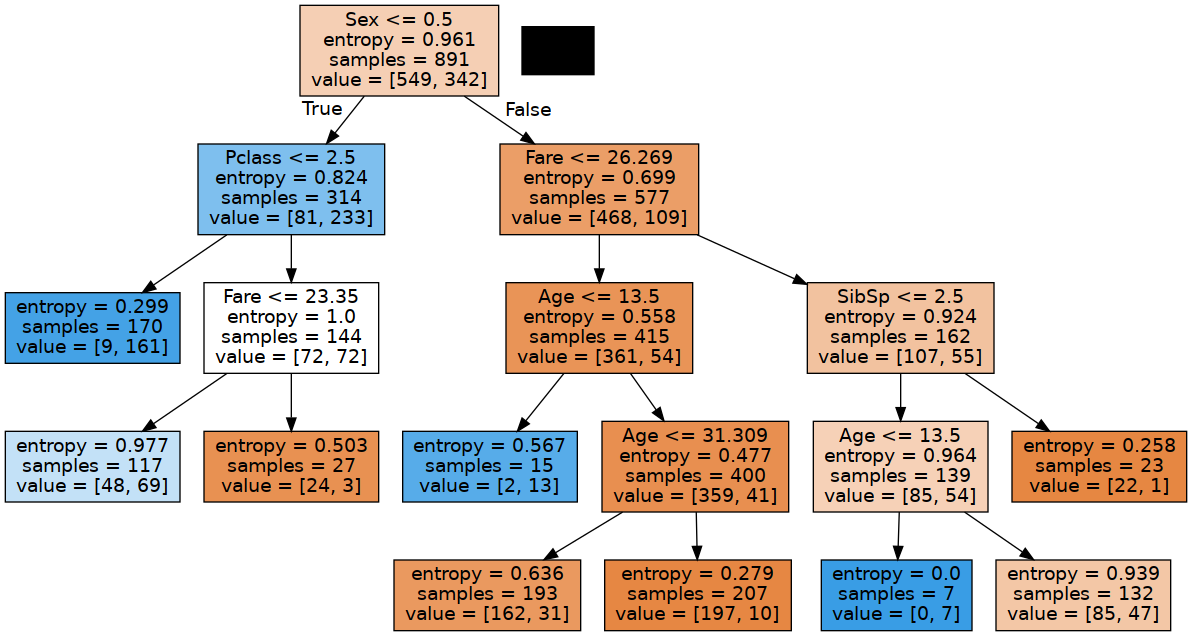 Sex <= 0.5
entropy = 0.961
samples = 891
value = [549, 342]
True
False
Pclass <= 2.5
entropy = 0.824
samples = 314
value = [81, 233]
Fare <= 26.269
entropy = 0.699
samples = 577
value = [468, 109]
entropy = 0.299
samples = 170
value = [9, 161]
Fare <= 23.35
entropy = 1.0
samples = 144
value = [72, 72]
Age <= 13.5
entropy = 0.558
samples = 415
value = [361, 54]
SibSp <= 2.5
entropy = 0.924
samples = 162
value = [107, 55]
entropy = 0.977
samples = 117
value = [48, 69]
entropy = 0.503
samples = 27
value = [24, 3]
entropy = 0.567
samples = 15
value = [2, 13]
Age <= 31.309
entropy = 0.477
samples = 400
value = [359, 41]
Age <= 13.5
entropy = 0.964
samples = 139
value = [85, 54]
entropy = 0.258
samples = 23
value = [22, 1]
entropy = 0.636
samples = 193
value = [162, 31]
entropy = 0.279
samples = 207
value = [197, 10]
entropy = 0.0
samples = 7
value = [0, 7]
entropy = 0.939
samples = 132
value = [85, 47]